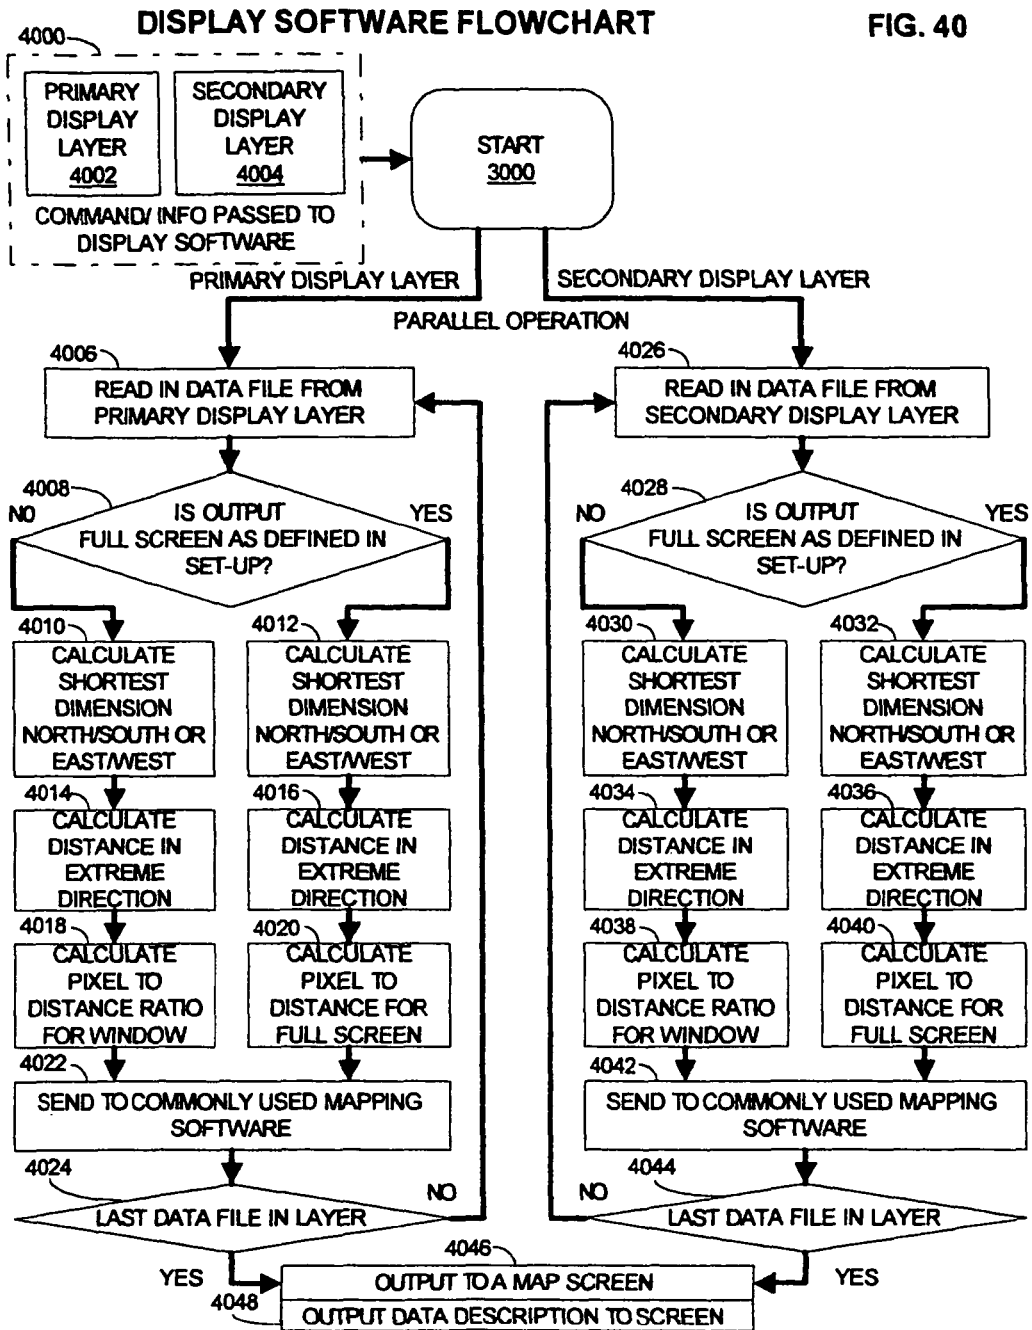 DISPLAY SOFTWARE FLOWCHART
FIG. 40
4000
PRIMARY
DISPLAY
LAYER
4002
SECONDARY
DISPLAY
LAYER
4004
COMMAND/ INFO PASSED TO
DISPLAY SOFTWARE
START
3000
PRIMARY DISPLAY LAYER
SECONDARY DISPLAY LAYER
PARALLEL OPERATION
4006
READ IN DATA FILE FROM
PRIMARY DISPLAY LAYER
4008
NO
IS OUTPUT
FULL SCREEN AS DEFINED IN
SET-UP?
YES
4010
CALCULATE
SHORTEST
DIMENSION
NORTH/SOUTH OR
EAST/WEST
4012
CALCULATE
SHORTEST
DIMENSION
NORTH/SOUTH OR
EAST/WEST
4014
CALCULATE
DISTANCE IN
EXTREME
DIRECTION
4016
CALCULATE
DISTANCE IN
EXTREME
DIRECTION
4018
CALCULATE
PIXEL TO
DISTANCE RATIO
FOR WINDOW
4020
CALCULATE
PIXEL TO
DISTANCE FOR
FULL SCREEN
4022
SEND TO COMMONLY USED MAPPING
SOFTWARE
4024
LAST DATA FILE IN LAYER
NO
YES
4026
READ IN DATA FILE FROM
SECONDARY DISPLAY LAYER
4028
NO
IS OUTPUT
FULL SCREEN AS DEFINED IN
SET-UP?
YES
4030
CALCULATE
SHORTEST
DIMENSION
NORTH/SOUTH OR
EAST/WEST
4032
CALCULATE
SHORTEST
DIMENSION
NORTH/SOUTH OR
EAST/WEST
4034
CALCULATE
DISTANCE IN
EXTREME
DIRECTION
4036
CALCULATE
DISTANCE IN
EXTREME
DIRECTION
4038
CALCULATE
PIXEL TO
DISTANCE RATIO
FOR WINDOW
4040
CALCULATE
PIXEL TO
DISTANCE FOR
FULL SCREEN
4042
SEND TO COMMONLY USED MAPPING
SOFTWARE
4044
NO
LAST DATA FILE IN LAYER
YES
4046
OUTPUT TO A MAP SCREEN
4048
OUTPUT DATA DESCRIPTION TO SCREEN